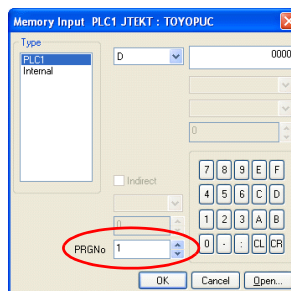 Memory Input PLC1 JTEKT : TOYOPUC
Type
PLC1
Internal
D
0000
0
Indirect
0
PRGNo
1
7 8 9 E F
4 5 6 C D
1 2 3 A B
0 - : CL CR
OK Cancel Open...